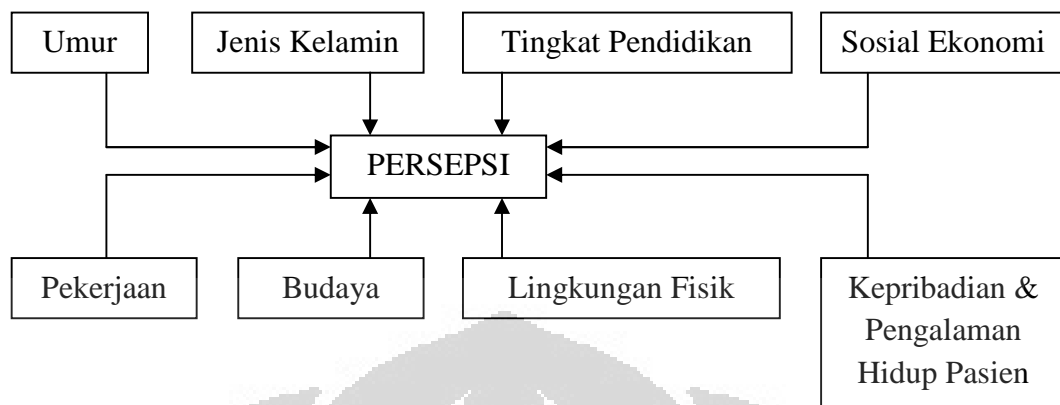 Umur
Jenis Kelamin
Tingkat Pendidikan
Sosial Ekonomi
PERSEPSI
Pekerjaan
Budaya
Lingkungan Fisik
Kepribadian &
Pengalaman
Hidup Pasien